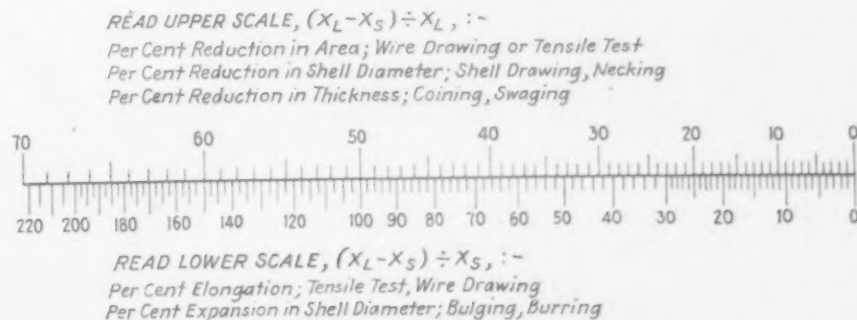 READ UPPER SCALE, (X_L-X_S)÷X_L, :-
Per Cent Reduction in Area; Wire Drawing or Tensile Test
Per Cent Reduction in Shell Diameter; Shell Drawing, Necking
Per Cent Reduction in Thickness; Coining, Swaging
70 60 50 40 30 20 10 0
220 200 180 160 140 120 100 90 80 70 60 50 40 30 20 10 0
READ LOWER SCALE, (X_L-X_S)÷X_S, :-
Per Cent Elongation; Tensile Test, Wire Drawing
Per Cent Expansion in Shell Diameter; Bulging, Burring